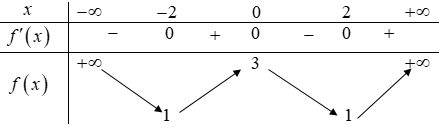 x −∞ −2 0 2 +∞
f′(x) − 0 + 0 − 0 +
+∞ 3 +∞
f(x)
1 1